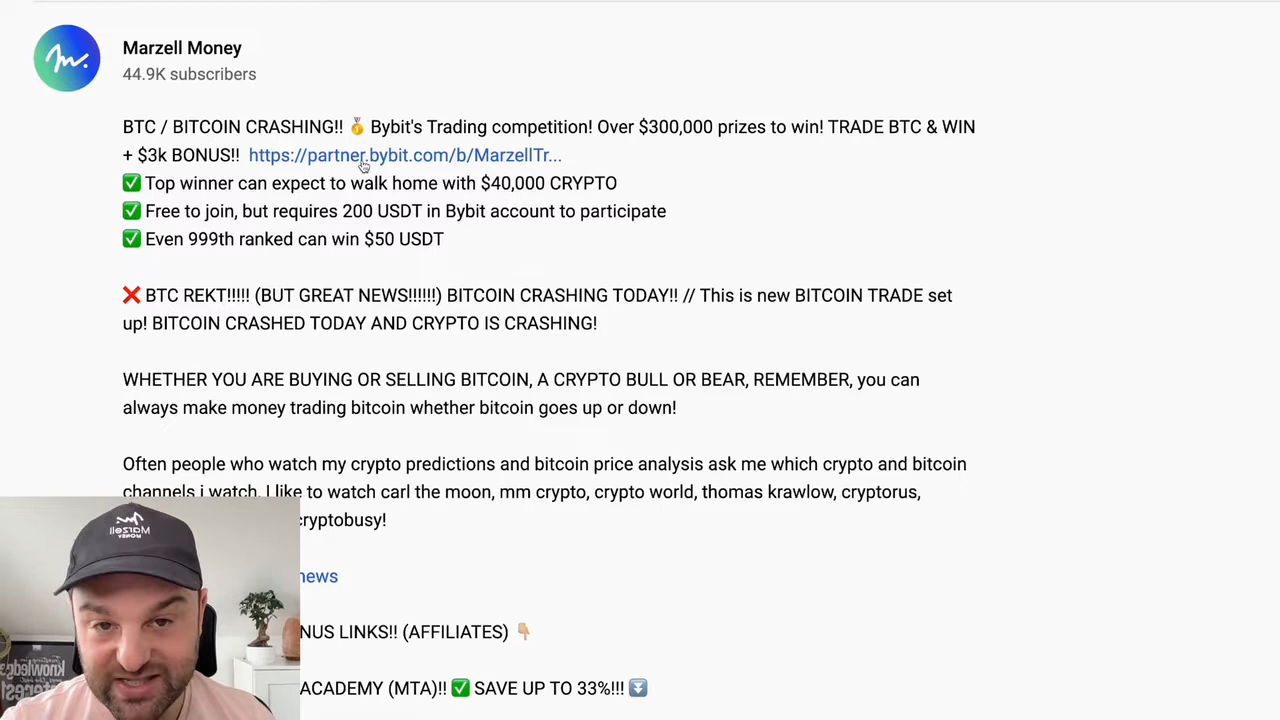 Marzell Money
44.9K subscribers
BTC / BITCOIN CRASHING!! 🥇 Bybit's Trading competition! Over $300,000 prizes to win! TRADE BTC & WIN
+ $3k BONUS!! https://partner.bybit.com/b/MarzellTr...
✅ Top winner can expect to walk home with $40,000 CRYPTO
✅ Free to join, but requires 200 USDT in Bybit account to participate
✅ Even 999th ranked can win $50 USDT
❌ BTC REKT!!!!! (BUT GREAT NEWS!!!!!!) BITCOIN CRASHING TODAY!! // This is new BITCOIN TRADE set
up! BITCOIN CRASHED TODAY AND CRYPTO IS CRASHING!
WHETHER YOU ARE BUYING OR SELLING BITCOIN, A CRYPTO BULL OR BEAR, REMEMBER, you can
always make money trading bitcoin whether bitcoin goes up or down!
Often people who watch my crypto predictions and bitcoin price analysis ask me which crypto and bitcoin
channels i watch. I like to watch carl the moon, mm crypto, crypto world, thomas krawlow, cryptorus,
cryptobusy!
news
NUS LINKS!! (AFFILIATES) 👇🏼
ACADEMY (MTA)!! ✅ SAVE UP TO 33%!!! ⏬
m.
Marzell
MONEY
Knowledge